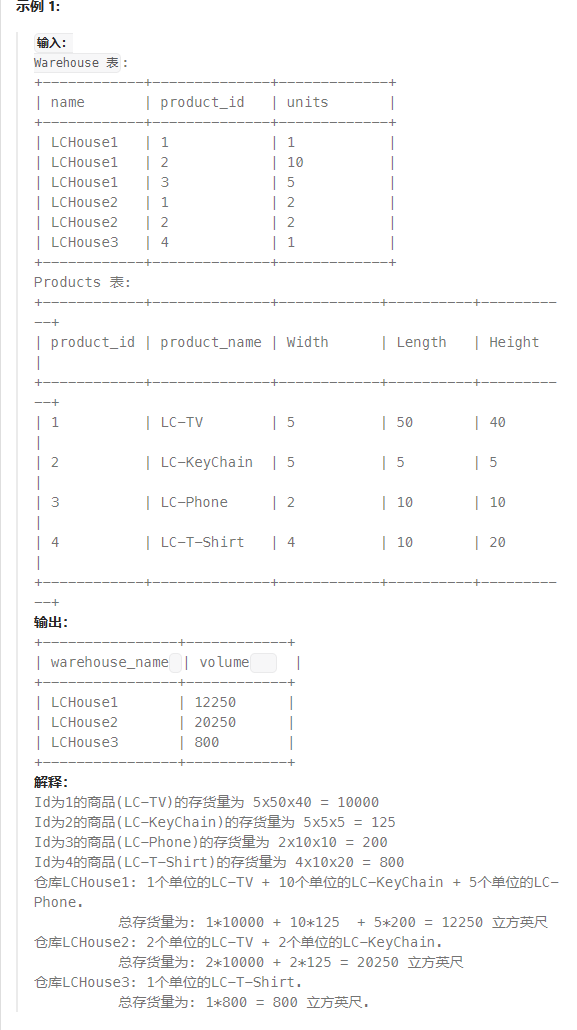 示例 1:
输入:
Warehouse 表:
+------------+--------------+-------------+
| name       | product_id   | units       |
+------------+--------------+-------------+
| LCHouse1   | 1            | 1           |
| LCHouse1   | 2            | 10          |
| LCHouse1   | 3            | 5           |
| LCHouse2   | 1            | 2           |
| LCHouse2   | 2            | 2           |
| LCHouse3   | 4            | 1           |
+------------+--------------+-------------+
Products 表:
+------------+--------------+------------+----------+---------
--+
| product_id | product_name | Width      | Length   | Height
|
+------------+--------------+------------+----------+---------
--+
| 1          | LC-TV        | 5          | 50       | 40
|
| 2          | LC-KeyChain  | 5          | 5        | 5
|
| 3          | LC-Phone     | 2          | 10       | 10
|
| 4          | LC-T-Shirt   | 4          | 10       | 20
|
+------------+--------------+------------+----------+---------
--+
输出:
+----------------+------------+
| warehouse_name | volume     |
+----------------+------------+
| LCHouse1       | 12250      |
| LCHouse2       | 20250      |
| LCHouse3       | 800        |
+----------------+------------+
解释:
Id为1的商品(LC-TV)的存货量为 5x50x40 = 10000
Id为2的商品(LC-KeyChain)的存货量为 5x5x5 = 125
Id为3的商品(LC-Phone)的存货量为 2x10x10 = 200
Id为4的商品(LC-T-Shirt)的存货量为 4x10x20 = 800
仓库LCHouse1: 1个单位的LC-TV + 10个单位的LC-KeyChain + 5个单位的LC-
Phone.
总存货量为: 1*10000 + 10*125  + 5*200 = 12250 立方英尺
仓库LCHouse2: 2个单位的LC-TV + 2个单位的LC-KeyChain.
总存货量为: 2*10000 + 2*125 = 20250 立方英尺
仓库LCHouse3: 1个单位的LC-T-Shirt.
总存货量为: 1*800 = 800 立方英尺.